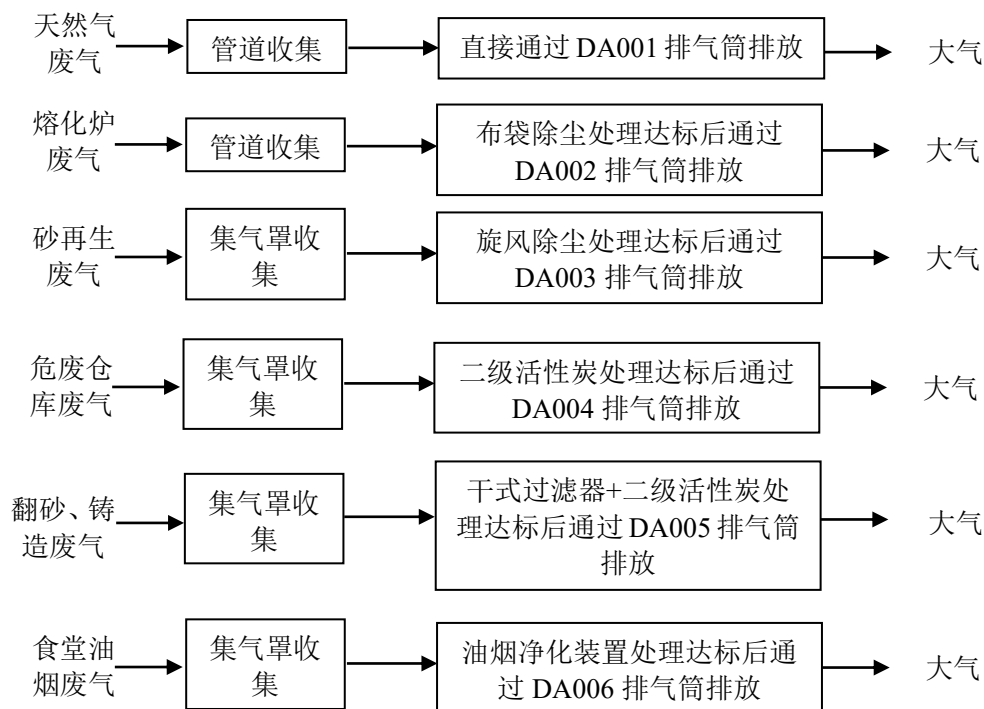 天然气
废气
管道收集
直接通过 DA001 排气筒排放
大气
熔化炉
废气
管道收集
布袋除尘处理达标后通过
DA002 排气筒排放
大气
砂再生
废气
集气罩收
集
旋风除尘处理达标后通过
DA003 排气筒排放
大气
危废仓
库废气
集气罩收
集
二级活性炭处理达标后通过
DA004 排气筒排放
大气
翻砂、铸
造废气
集气罩收
集
干式过滤器+二级活性炭处
理达标后通过 DA005 排气筒
排放
大气
食堂油
烟废气
集气罩收
集
油烟净化装置处理达标后通
过 DA006 排气筒排放
大气